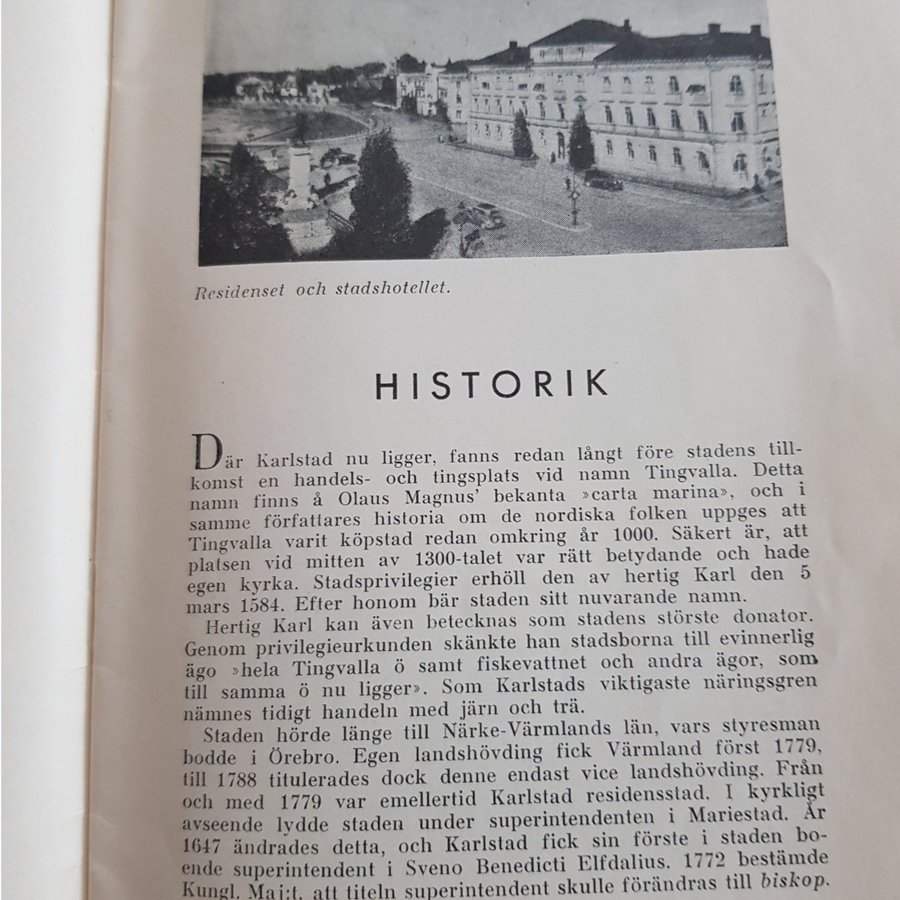 Residenset och stadshotellet.
HISTORIK
Där Karlstad nu ligger, fanns redan långt före stadens till-
komst en handels- och tingsplats vid namn Tingvalla. Detta
namn finns å Olaus Magnus' bekanta »carta marina», och i
samme författares historia om de nordiska folken uppges att
Tingvalla varit köpstad redan omkring år 1000. Säkert är, att
platsen vid mitten av 1300-talet var rätt betydande och hade
egen kyrka. Stadsprivilegier erhöll den av hertig Karl den 5
mars 1584. Efter honom bär staden sitt nuvarande namn.
Hertig Karl kan även betecknas som stadens störste donator.
Genom privilegieurkunden skänkte han stadsborna till evinnerlig
ägo »hela Tingvalla ö samt fiskevattnet och andra ägor, som
till samma ö nu ligger». Som Karlstads viktigaste näringsgren
nämnes tidigt handeln med järn och trä.
Staden hörde länge till Närke-Värmlands län, vars styresman
bodde i Örebro. Egen landshövding fick Värmland först 1779,
till 1788 titulerades dock denne endast vice landshövding. Från
och med 1779 var emellertid Karlstad residensstad. I kyrkligt
avseende lydde staden under superintendenten i Mariestad. År
1647 ändrades detta, och Karlstad fick sin förste i staden bo-
ende superintendent i Sveno Benedicti Elfdalius. 1772 bestämde
Kungl. Maj:t, att titeln superintendent skulle förändras till biskop.